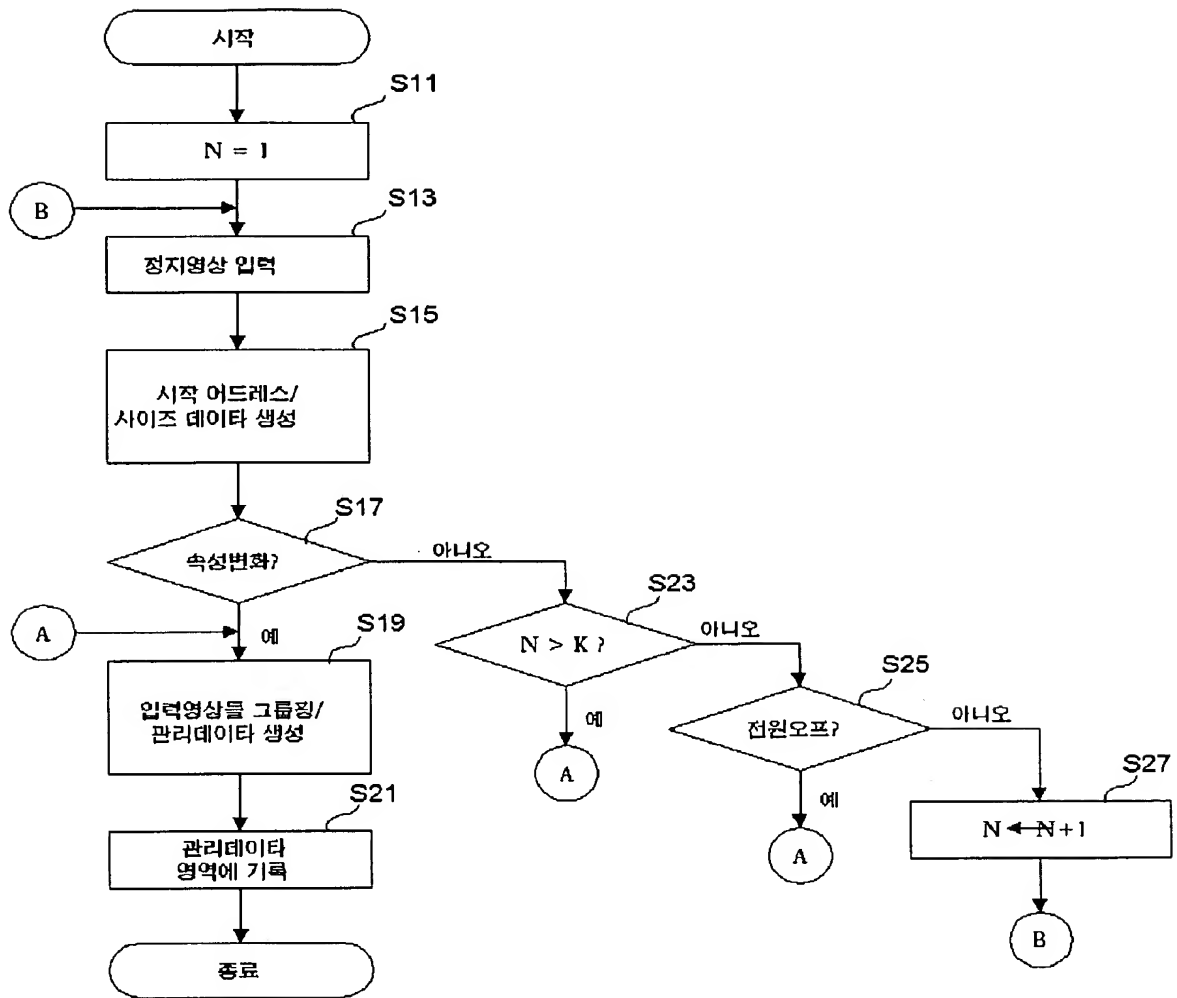 시작
S11
N = 1
B
S13
정지영상 입력
S15
시작 어드레스/
사이즈 데이타 생성
S17
속성변화?
아니오
예
A
S19
입력영상들 그룹핑/
관리데이타 생성
S21
관리데이타
영역에 기록
종료
S23
N > K ?
아니오
예
A
S25
전원오프?
아니오
예
A
S27
N ← N+1
B